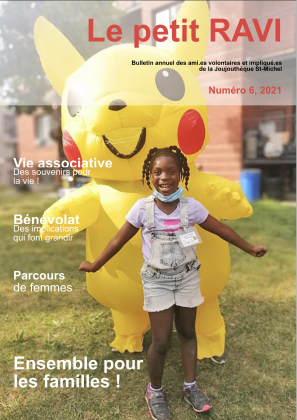 Le petit RAVI
Bulletin annuel des ami.es volontaires et impliqué.es
de la Joujouthèque St-Michel
Numéro 6, 2021
Vie associative
Des souvenirs pour
la vie !
Bénévolat
Des implications
qui font grandir
Parcours
de femmes
Ensemble pour
les familles !